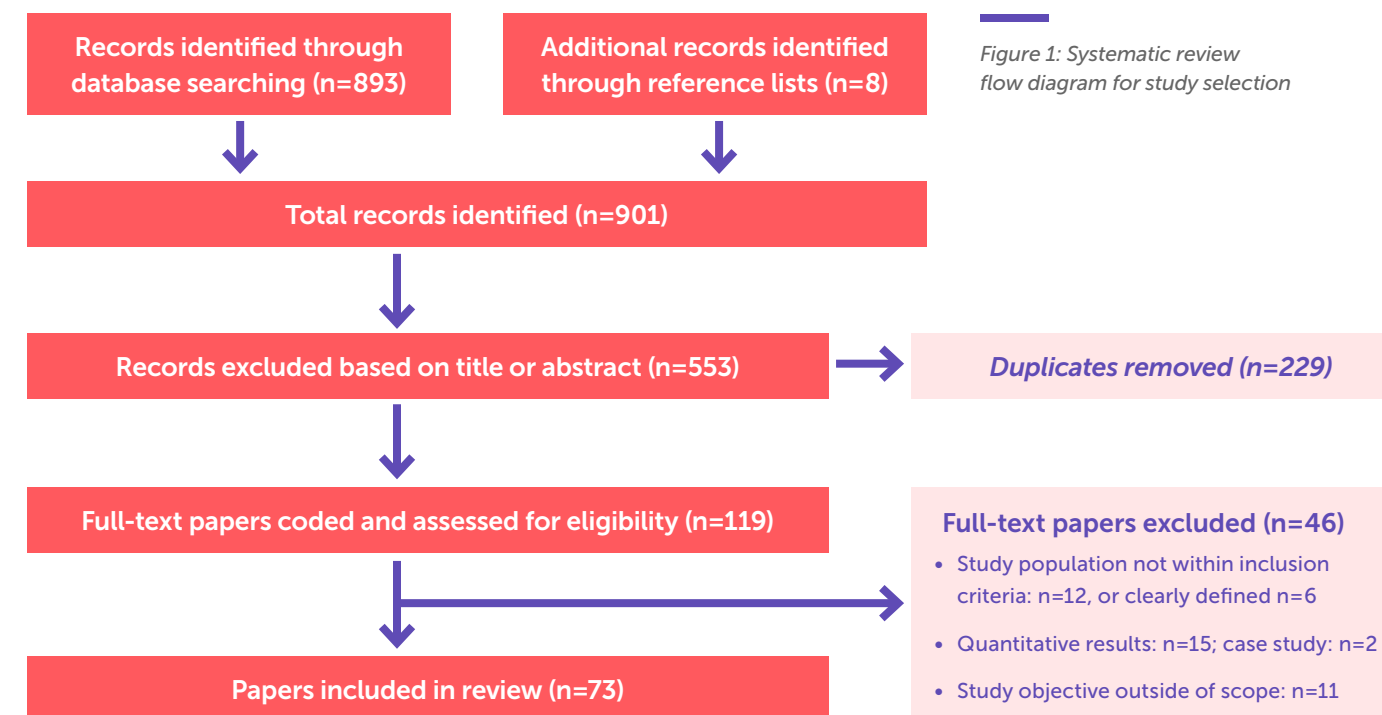 Records identified through
database searching (n=893)
Additional records identified
through reference lists (n=8)
Figure 1: Systematic review
flow diagram for study selection
Total records identified (n=901)
Records excluded based on title or abstract (n=553)
Duplicates removed (n=229)
Full-text papers coded and assessed for eligibility (n=119)
Full-text papers excluded (n=46)
• Study population not within inclusion
criteria: n=12, or clearly defined n=6
• Quantitative results: n=15; case study: n=2
• Study objective outside of scope: n=11
Papers included in review (n=73)